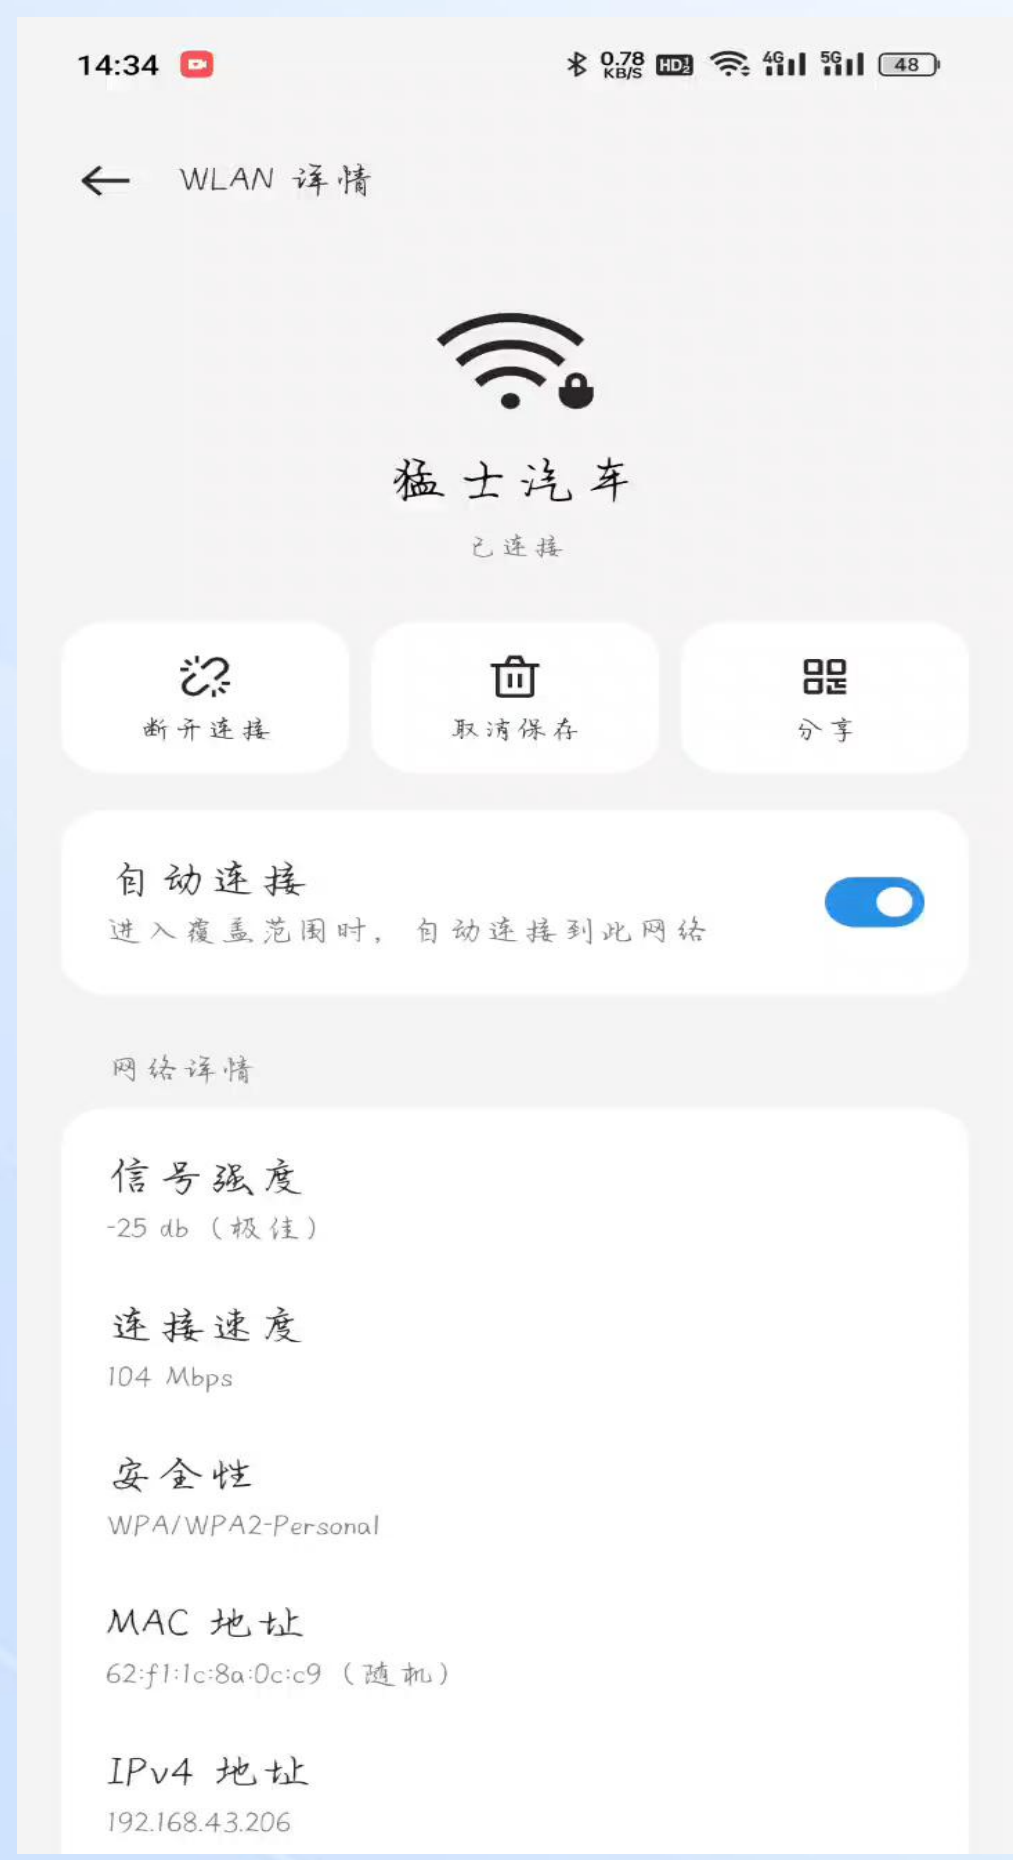 14:34 0.78 KB/S HD 1 2 4G 5G 48
WLAN 详情
猛士汽车
已连接
断开连接 取消保存 分享
自动连接
进入覆盖范围时，自动连接到此网络
网络详情
信号强度
-25 db（极佳）
连接速度
104 Mbps
安全性
WPA/WPA2-Personal
MAC 地址
62:f1:1c:8a:0c:c9（随机）
IPv4 地址
192.168.43.206